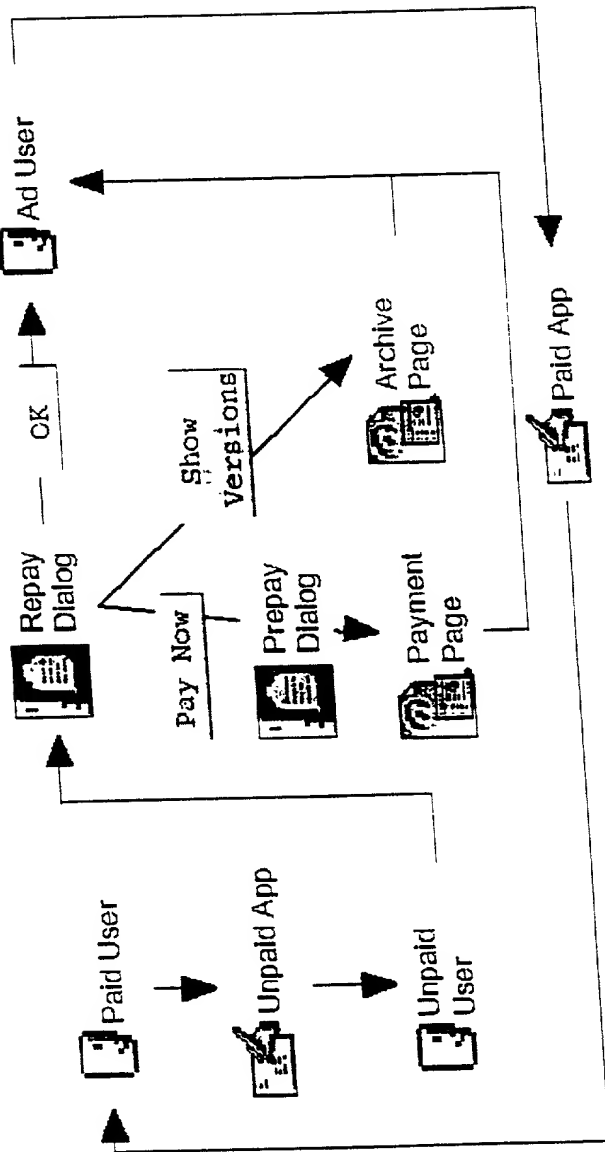 Paid User
Unpaid App
Unpaid
User
Repay
Dialog
OK
Ad User
Pay Now
Show
Versions
Prepay
Dialog
Payment
Page
Archive
Page
Paid App